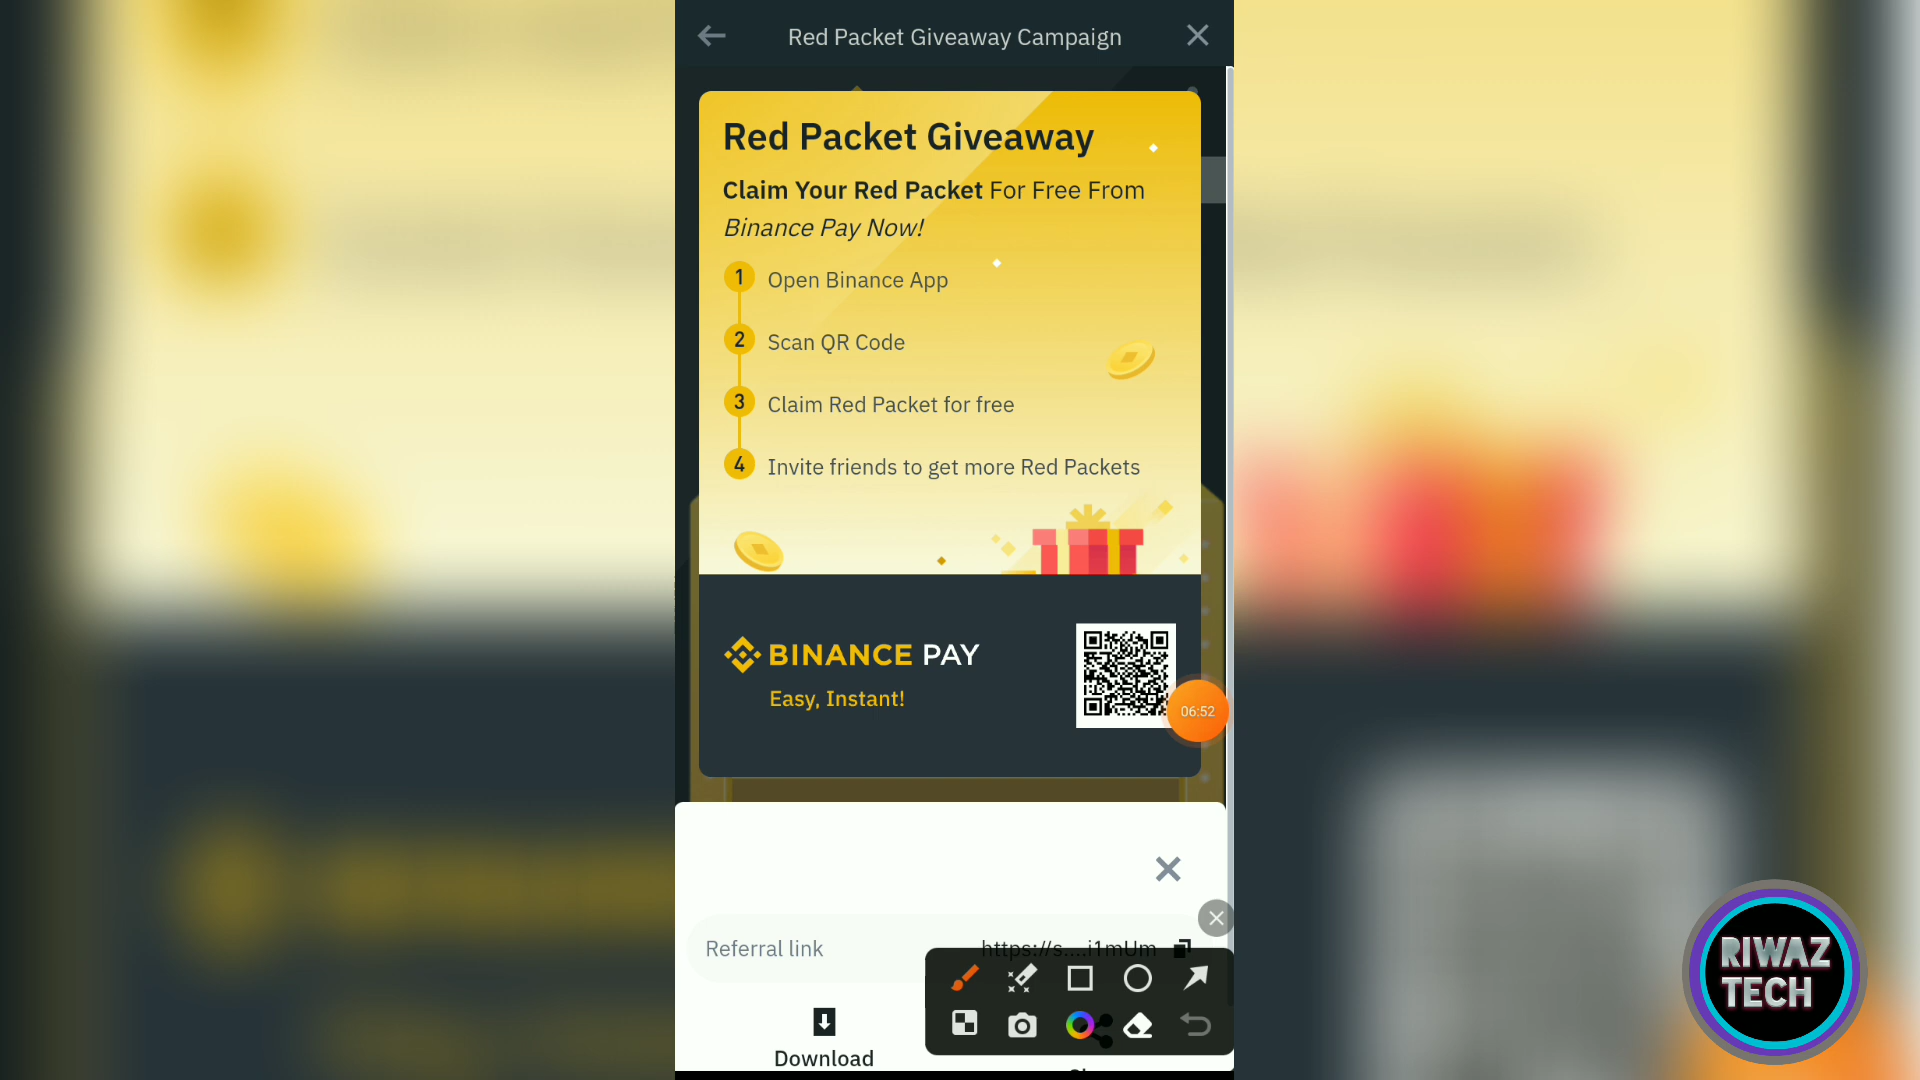 Red Packet Giveaway Campaign
Red Packet Giveaway
Claim Your Red Packet For Free From
Binance Pay Now!
1 Open Binance App
2 Scan QR Code
3 Claim Red Packet for free
4 Invite friends to get more Red Packets
BINANCE PAY
Easy, Instant!
06:52
Referral link https://s....i1mUm
Download
RIWAZ
TECH